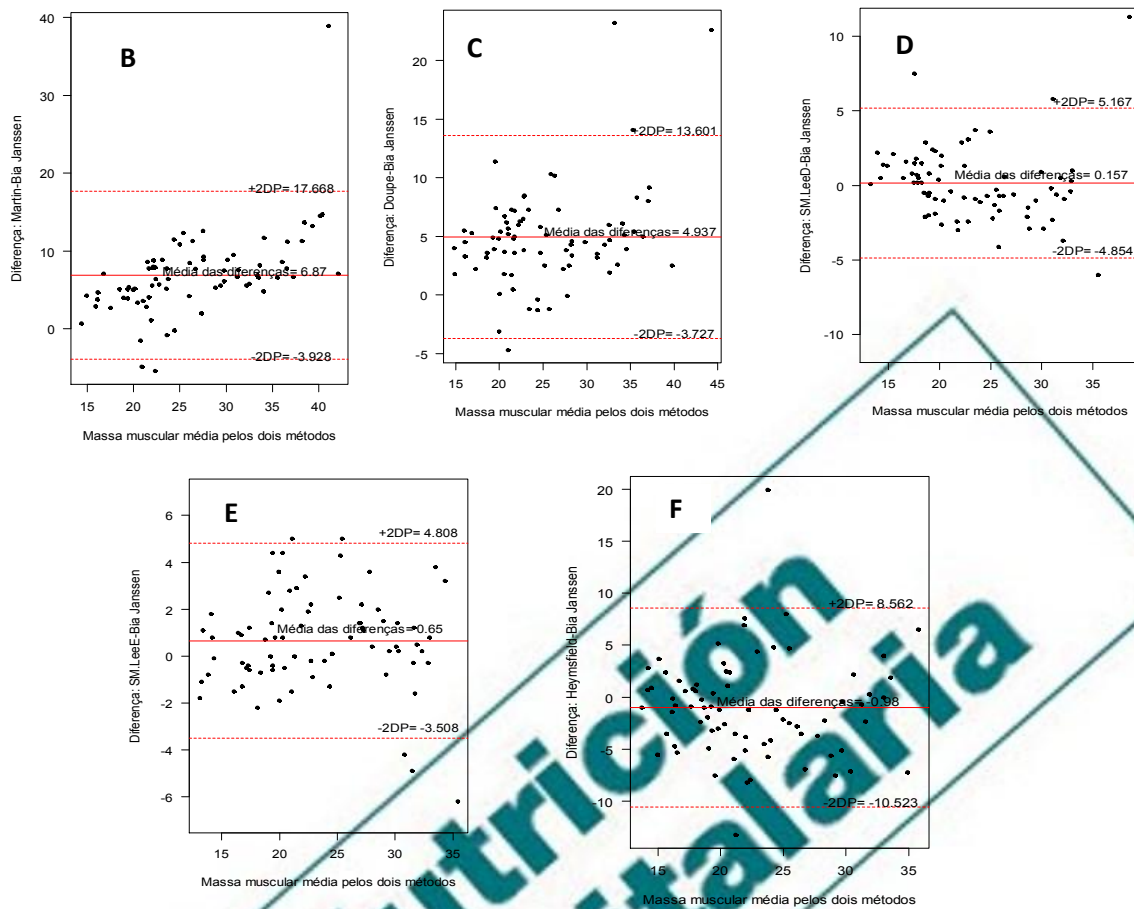 B
Diferença: Martin-Bia Janssen
40
30
20
10
0
+2DP= 17.668
Média das diferenças= 6.87
-2DP= -3.928
15 20 25 30 35 40
Massa muscular média pelos dois métodos
C
Diferença: Doupe-Bia Janssen
20
15
10
5
0
-5
+2DP= 13.601
Média das diferenças= 4.937
-2DP= -3.727
15 20 25 30 35 40 45
Massa muscular média pelos dois métodos
D
Diferença: SM.LeeD-Bia Janssen
10
5
0
-5
-10
+2DP= 5.167
Média das diferenças= 0.157
-2DP= -4.854
15 20 25 30 35
Massa muscular média pelos dois métodos
E
Diferença: SM.LeeE-Bia Janssen
6
4
2
0
-2
-4
-6
+2DP= 4.808
Média das diferenças= 0.65
-2DP= -3.508
15 20 25 30 35
Massa muscular média pelos dois métodos
F
Diferença: Heymsfield-Bia Janssen
20
15
10
5
0
-5
-10
+2DP= 8.562
Média das diferenças= -0.98
-2DP= -10.523
15 20 25 30 35
Massa muscular média pelos dois métodos
utrición
italaria